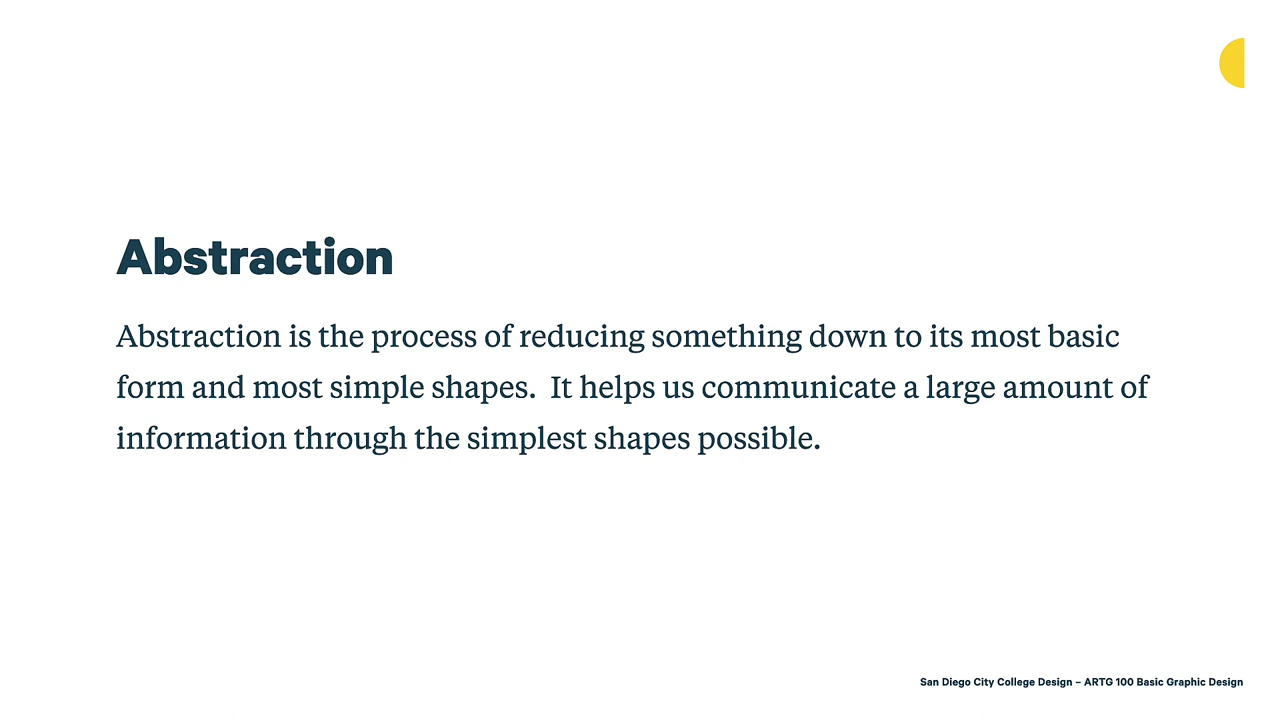 Abstraction
Abstraction is the process of reducing something down to its most basic
form and most simple shapes.  It helps us communicate a large amount of
information through the simplest shapes possible.
San Diego City College Design – ARTG 100 Basic Graphic Design